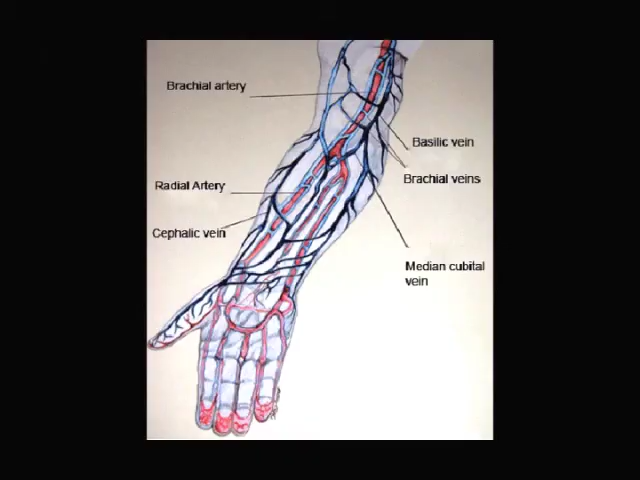 Brachial artery
Basilic vein
Brachial veins
Radial Artery
Cephalic vein
Median cubital
vein